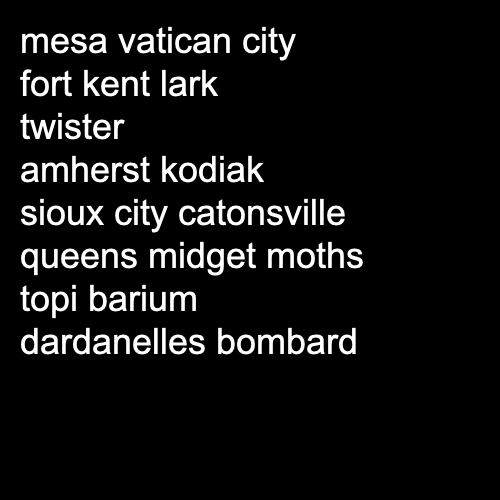 mesa vatican city
fort kent lark
twister
amherst kodiak
sioux city catonsville
queens midget moths
topi barium
dardanelles bombard